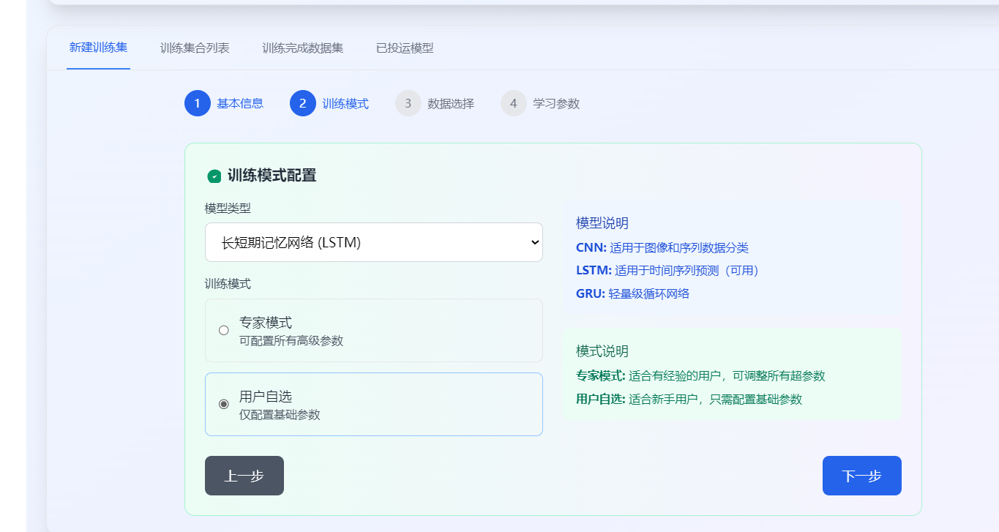 新建训练集 训练集合列表 训练完成数据集 已投运模型
1 基本信息 2 训练模式 3 数据选择 4 学习参数
训练模式配置
模型类型
长短期记忆网络 (LSTM)
训练模式
专家模式
可配置所有高级参数
用户自选
仅配置基础参数
模型说明
CNN: 适用于图像和序列数据分类
LSTM: 适用于时间序列预测（可用）
GRU: 轻量级循环网络
模式说明
专家模式: 适合有经验的用户，可调整所有超参数
用户自选: 适合新手用户，只需配置基础参数
上一步 下一步